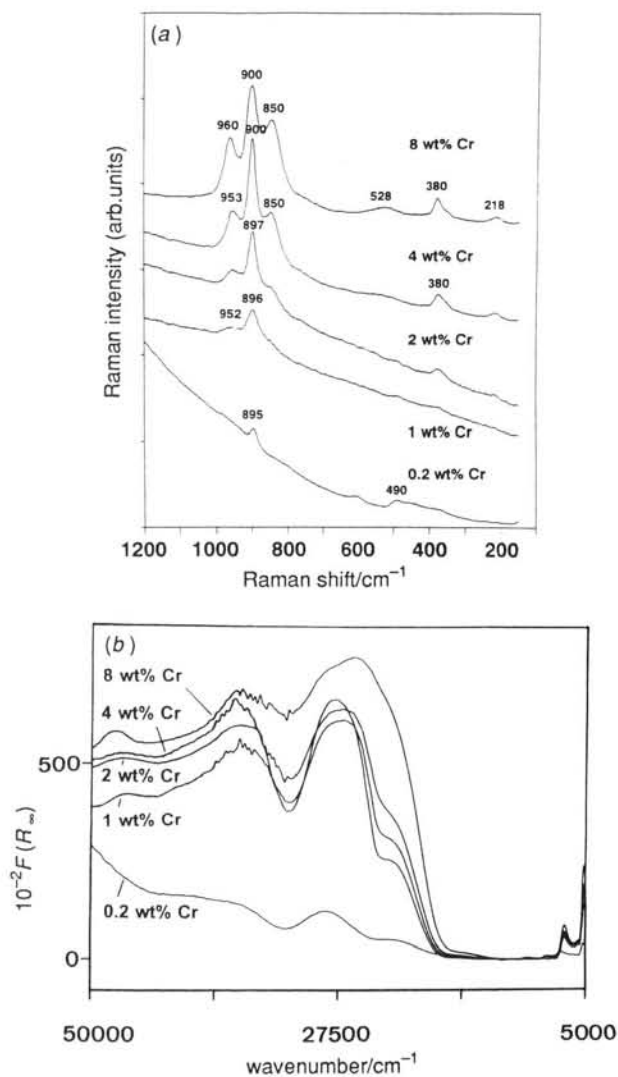 (a)
900
960
900
850
8 wt% Cr
528
380
218
953
850
897
4 wt% Cr
380
896
952
2 wt% Cr
1 wt% Cr
895
0.2 wt% Cr
490
Raman intensity (arb.units)
1200 1000 800 600 400 200
Raman shift/cm⁻¹
(b)
8 wt% Cr
4 wt% Cr
500
2 wt% Cr
1 wt% Cr
0.2 wt% Cr
0
10⁻²F(R∞)
50000 27500 5000
wavenumber/cm⁻¹